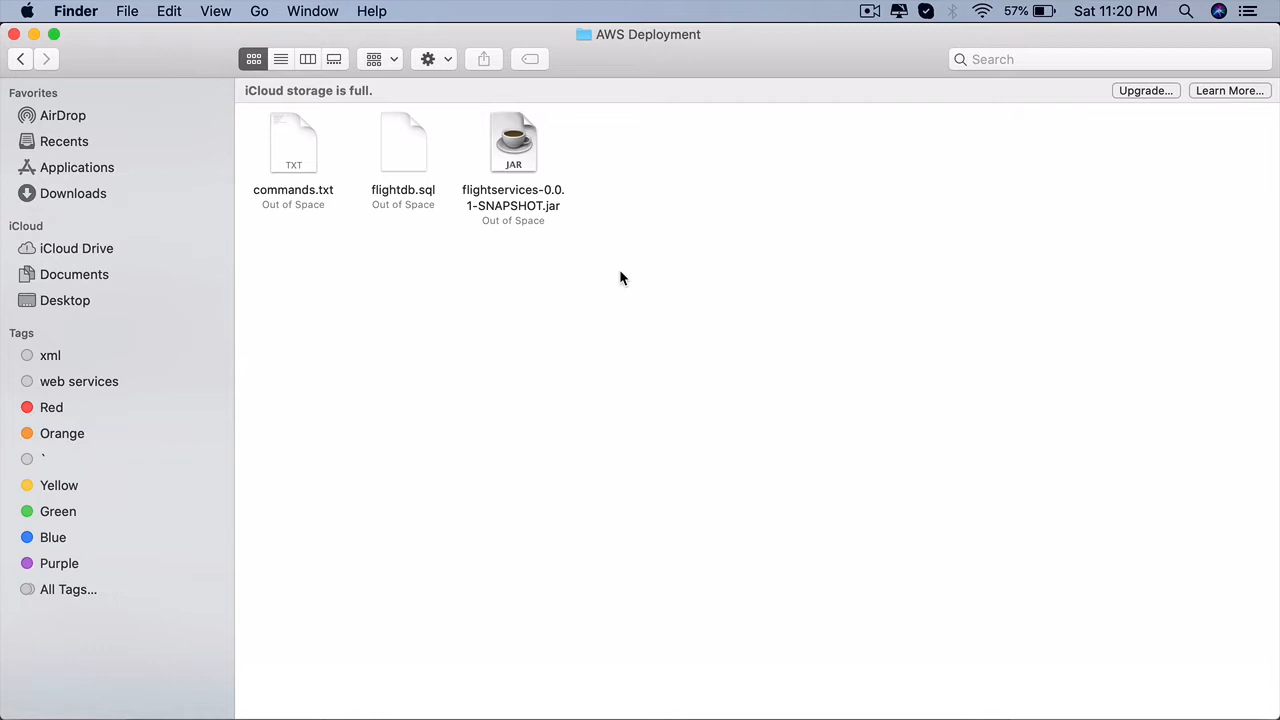 Finder File Edit View Go Window Help 57% Sat 11:20 PM
AWS Deployment
Search
Favorites
AirDrop
Recents
Applications
Downloads
iCloud
iCloud Drive
Documents
Desktop
Tags
xml
web services
Red
Orange
`
Yellow
Green
Blue
Purple
All Tags...
iCloud storage is full. Upgrade... Learn More...
TXT
commands.txt
Out of Space
flightdb.sql
Out of Space
JAR
flightservices-0.0.
1-SNAPSHOT.jar
Out of Space